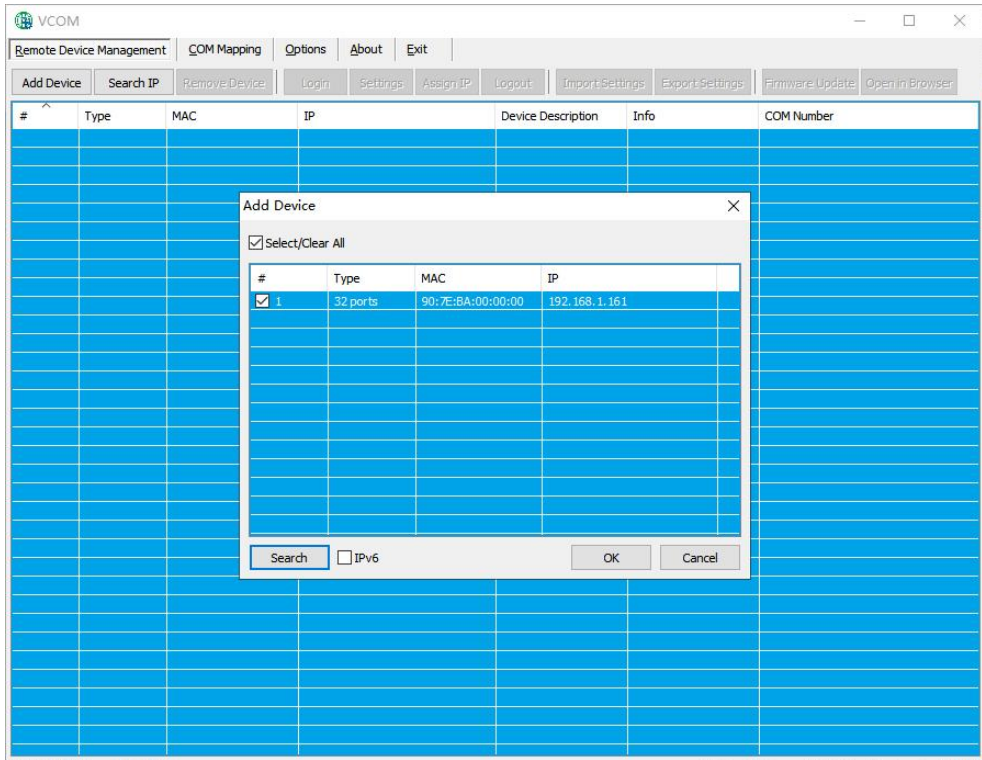 VCOM
Remote Device Management COM Mapping Options About Exit
Add Device Search IP Remove Device Login Settings Assign IP Logout Import Settings Export Settings Firmware Update Open in Browser
# Type MAC IP Device Description Info COM Number
Add Device
Select/Clear All
# Type MAC IP
1 32 ports 90:7E:BA:00:00:00 192.168.1.161
Search IPv6 OK Cancel